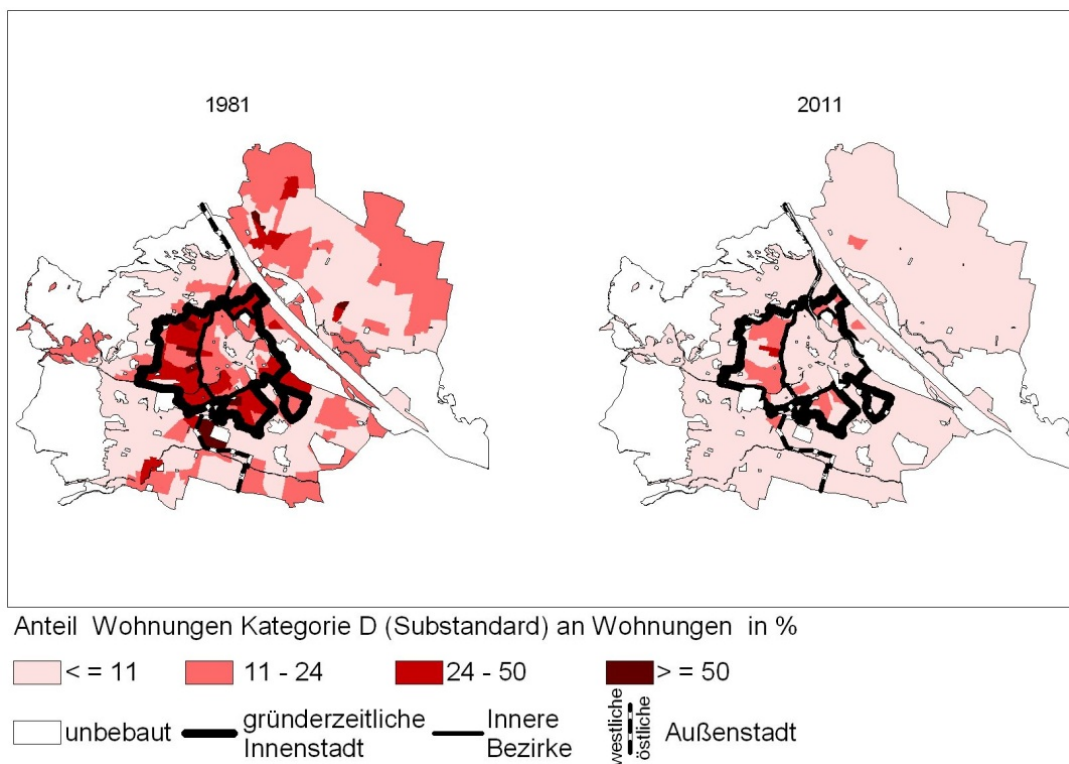 1981
2011
Anteil Wohnungen Kategorie D (Substandard) an Wohnungen in %
< = 11
11 - 24
24 - 50
> = 50
unbebaut
gründerzeitliche
Innenstadt
Innere
Bezirke
westliche
östliche
Außenstadt